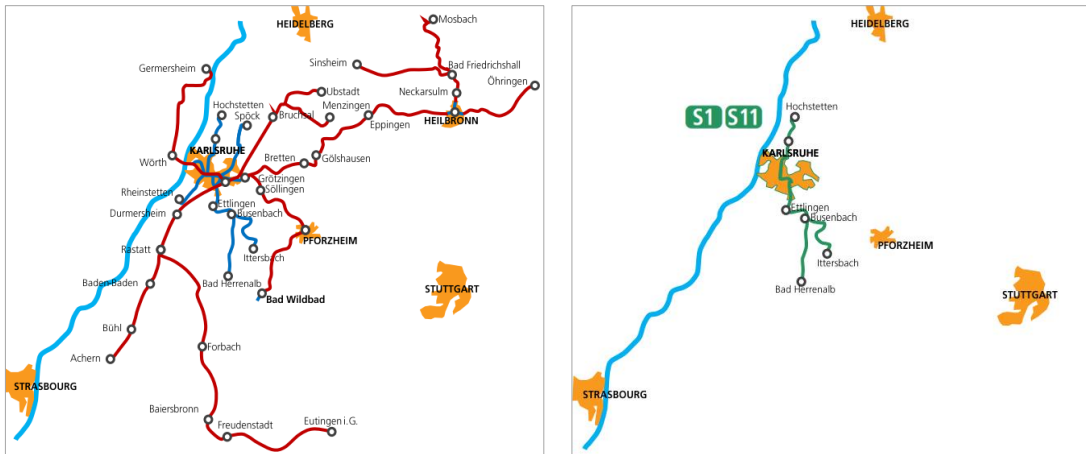 Mosbach
HEIDELBERG
Sinsheim
Bad Friedrichshall
Germersheim
Öhringen
Neckarsulm
Ubstadt
Hochstetten
Menzingen
Spöck
Bruchsal
HEILBRONN
Eppingen
KARLSRUHE
Gölshausen
Bretten
Wörth
Grötzingen
Söllingen
Rheinstetten
Ettlingen
Durmersheim
Busenbach
PFORZHEIM
Rastatt
Ittersbach
Baden-Baden
Bad Herrenalb
STUTTGART
Bad Wildbad
Bühl
Forbach
Achern
STRASBOURG
Baiersbronn
Freudenstadt
Eutingen i.G.
HEIDELBERG
S1 S11
Hochstetten
KARLSRUHE
Ettlingen
Busenbach
PFORZHEIM
Ittersbach
Bad Herrenalb
STUTTGART
STRASBOURG